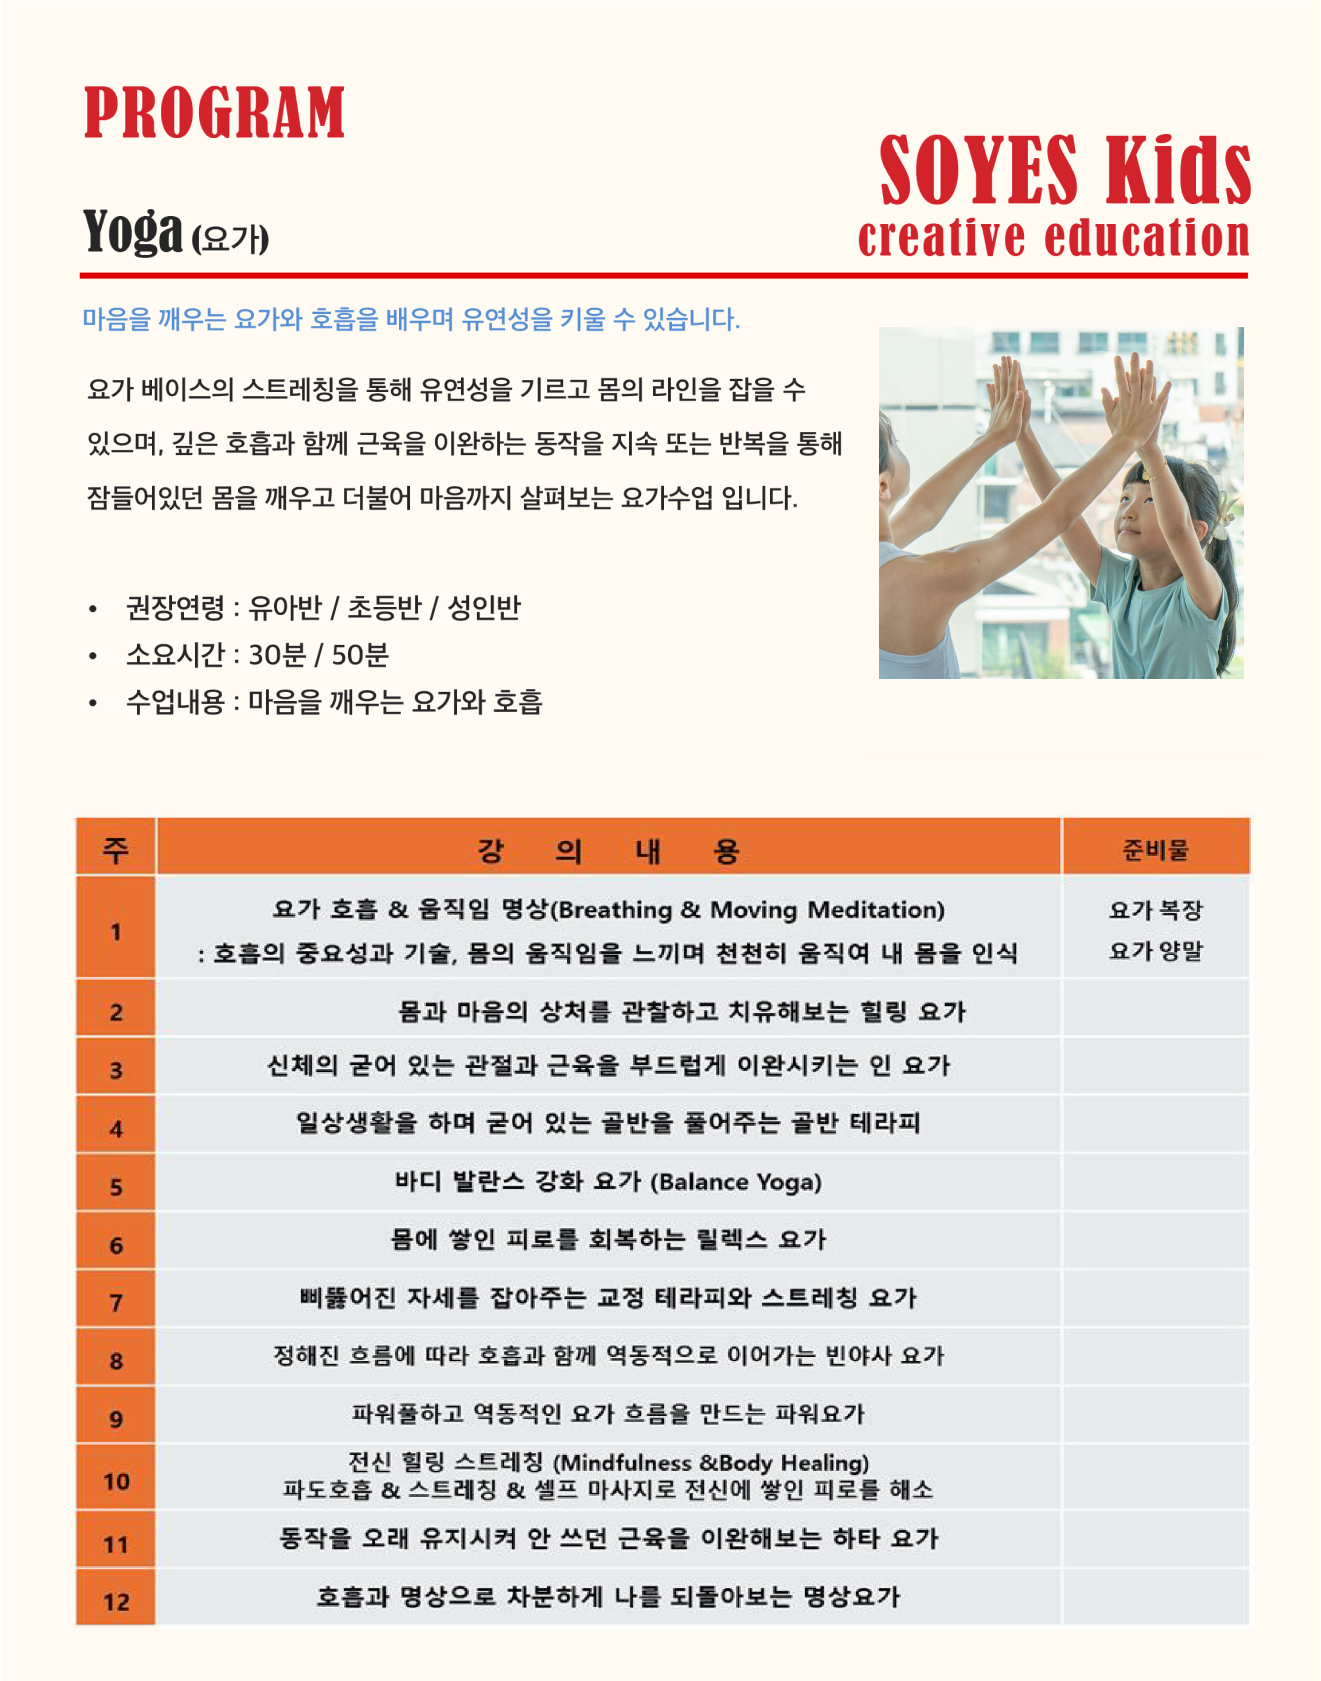 PROGRAM
SOYES Kids
creative education
Yoga (요가)
마음을 깨우는 요가와 호흡을 배우며 유연성을 키울 수 있습니다.
요가 베이스의 스트레칭을 통해 유연성을 기르고 몸의 라인을 잡을 수
있으며, 깊은 호흡과 함께 근육을 이완하는 동작을 지속 또는 반복을 통해
잠들어있던 몸을 깨우고 더불어 마음까지 살펴보는 요가수업 입니다.
• 권장연령 : 유아반 / 초등반 / 성인반
• 소요시간 : 30분 / 50분
• 수업내용 : 마음을 깨우는 요가와 호흡
주 강 의 내 용 준비물
1 요가 호흡 & 움직임 명상(Breathing & Moving Meditation) 요가 복장
: 호흡의 중요성과 기술, 몸의 움직임을 느끼며 천천히 움직여 내 몸을 인식 요가 양말
2 몸과 마음의 상처를 관찰하고 치유해보는 힐링 요가
3 신체의 굳어 있는 관절과 근육을 부드럽게 이완시키는 인 요가
4 일상생활을 하며 굳어 있는 골반을 풀어주는 골반 테라피
5 바디 발란스 강화 요가 (Balance Yoga)
6 몸에 쌓인 피로를 회복하는 릴렉스 요가
7 삐뚫어진 자세를 잡아주는 교정 테라피와 스트레칭 요가
8 정해진 흐름에 따라 호흡과 함께 역동적으로 이어가는 빈야사 요가
9 파워풀하고 역동적인 요가 흐름을 만드는 파워요가
10 전신 힐링 스트레칭 (Mindfulness &Body Healing)
파도호흡 & 스트레칭 & 셀프 마사지로 전신에 쌓인 피로를 해소
11 동작을 오래 유지시켜 안 쓰던 근육을 이완해보는 하타 요가
12 호흡과 명상으로 차분하게 나를 되돌아보는 명상요가